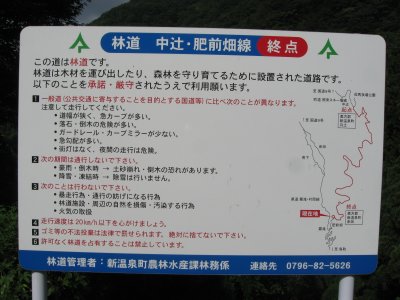 林道 中辻・肥前畑線 終点
この道は林道です。
林道は木材を運び出したり、森林を守り育てるために設置された道路です。
以下のことを承諾・厳守されたうえで利用願います。
1 一般道(公共交通に寄与することを目的とする国道等)に比べ次のことが異なります。
注意して走行してください。
・道幅が狭く、急カーブが多い。
・落石・倒木の危険が多い。
・ガードレール・カーブミラーが少ない。
・急勾配が多い。
・街灯はなく、夜間の走行は危険。
2 次の期間は通行しないで下さい。
・豪雨・倒木時 → 土砂崩れ・倒木の恐れがあります。
・降雪・凍結時 → 除雪は行いません。
3 次のことは行わないで下さい。
・暴走行為・通行の妨げになる行為
・林道施設・周辺の自然を損傷・汚染する行為
・火気の取扱
4 走行速度は20km/h以下を心がけましょう。
5 ゴミ等の不法投棄は法律で罰せられます。絶対に捨てないで下さい。
6 許可なく林道を占有することは禁止しています。
起点
終点
現在地
林道管理者:新温泉町農林水産課林務係 連絡先 0796-82-5626